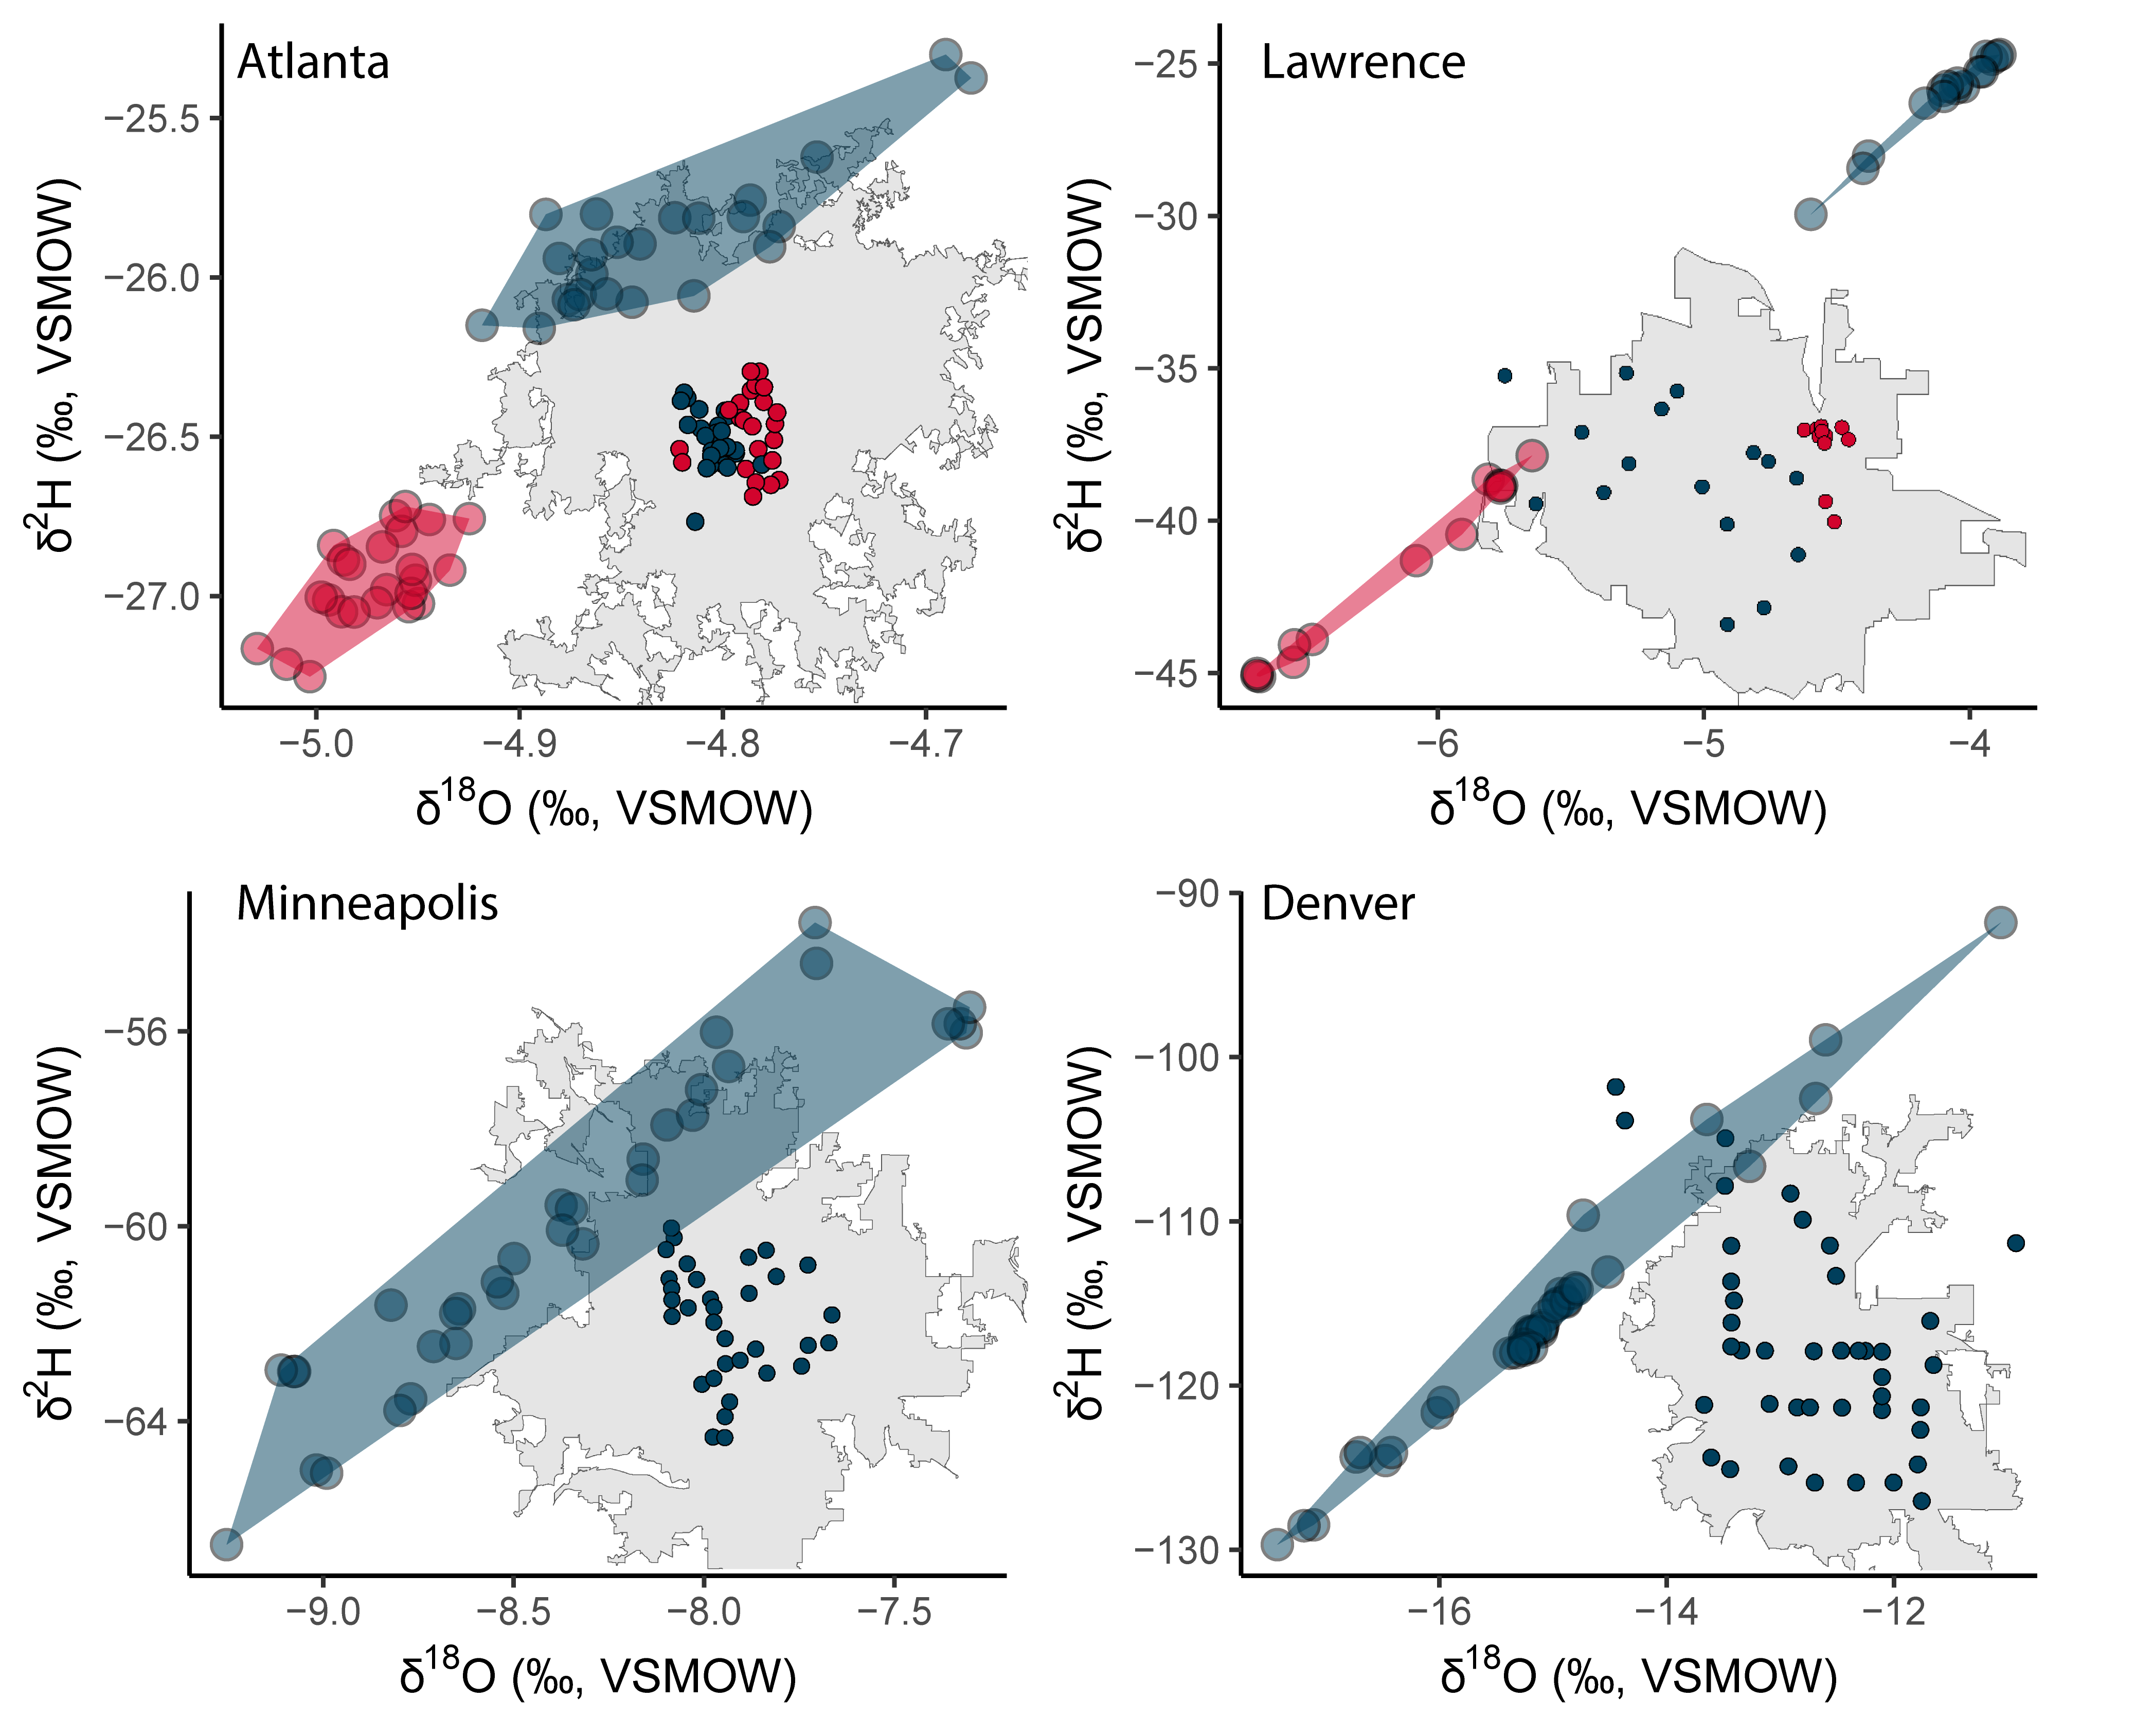 Atlanta
−25.5
−26.0
−26.5
−27.0
δ²H (‰, VSMOW)
−5.0 −4.9 −4.8 −4.7
δ¹⁸O (‰, VSMOW)
Lawrence
−25
−30
−35
−40
−45
δ²H (‰, VSMOW)
−6 −5 −4
δ¹⁸O (‰, VSMOW)
Minneapolis
−56
−60
−64
δ²H (‰, VSMOW)
−9.0 −8.5 −8.0 −7.5
δ¹⁸O (‰, VSMOW)
Denver
−90
−100
−110
−120
−130
δ²H (‰, VSMOW)
−16 −14 −12
δ¹⁸O (‰, VSMOW)